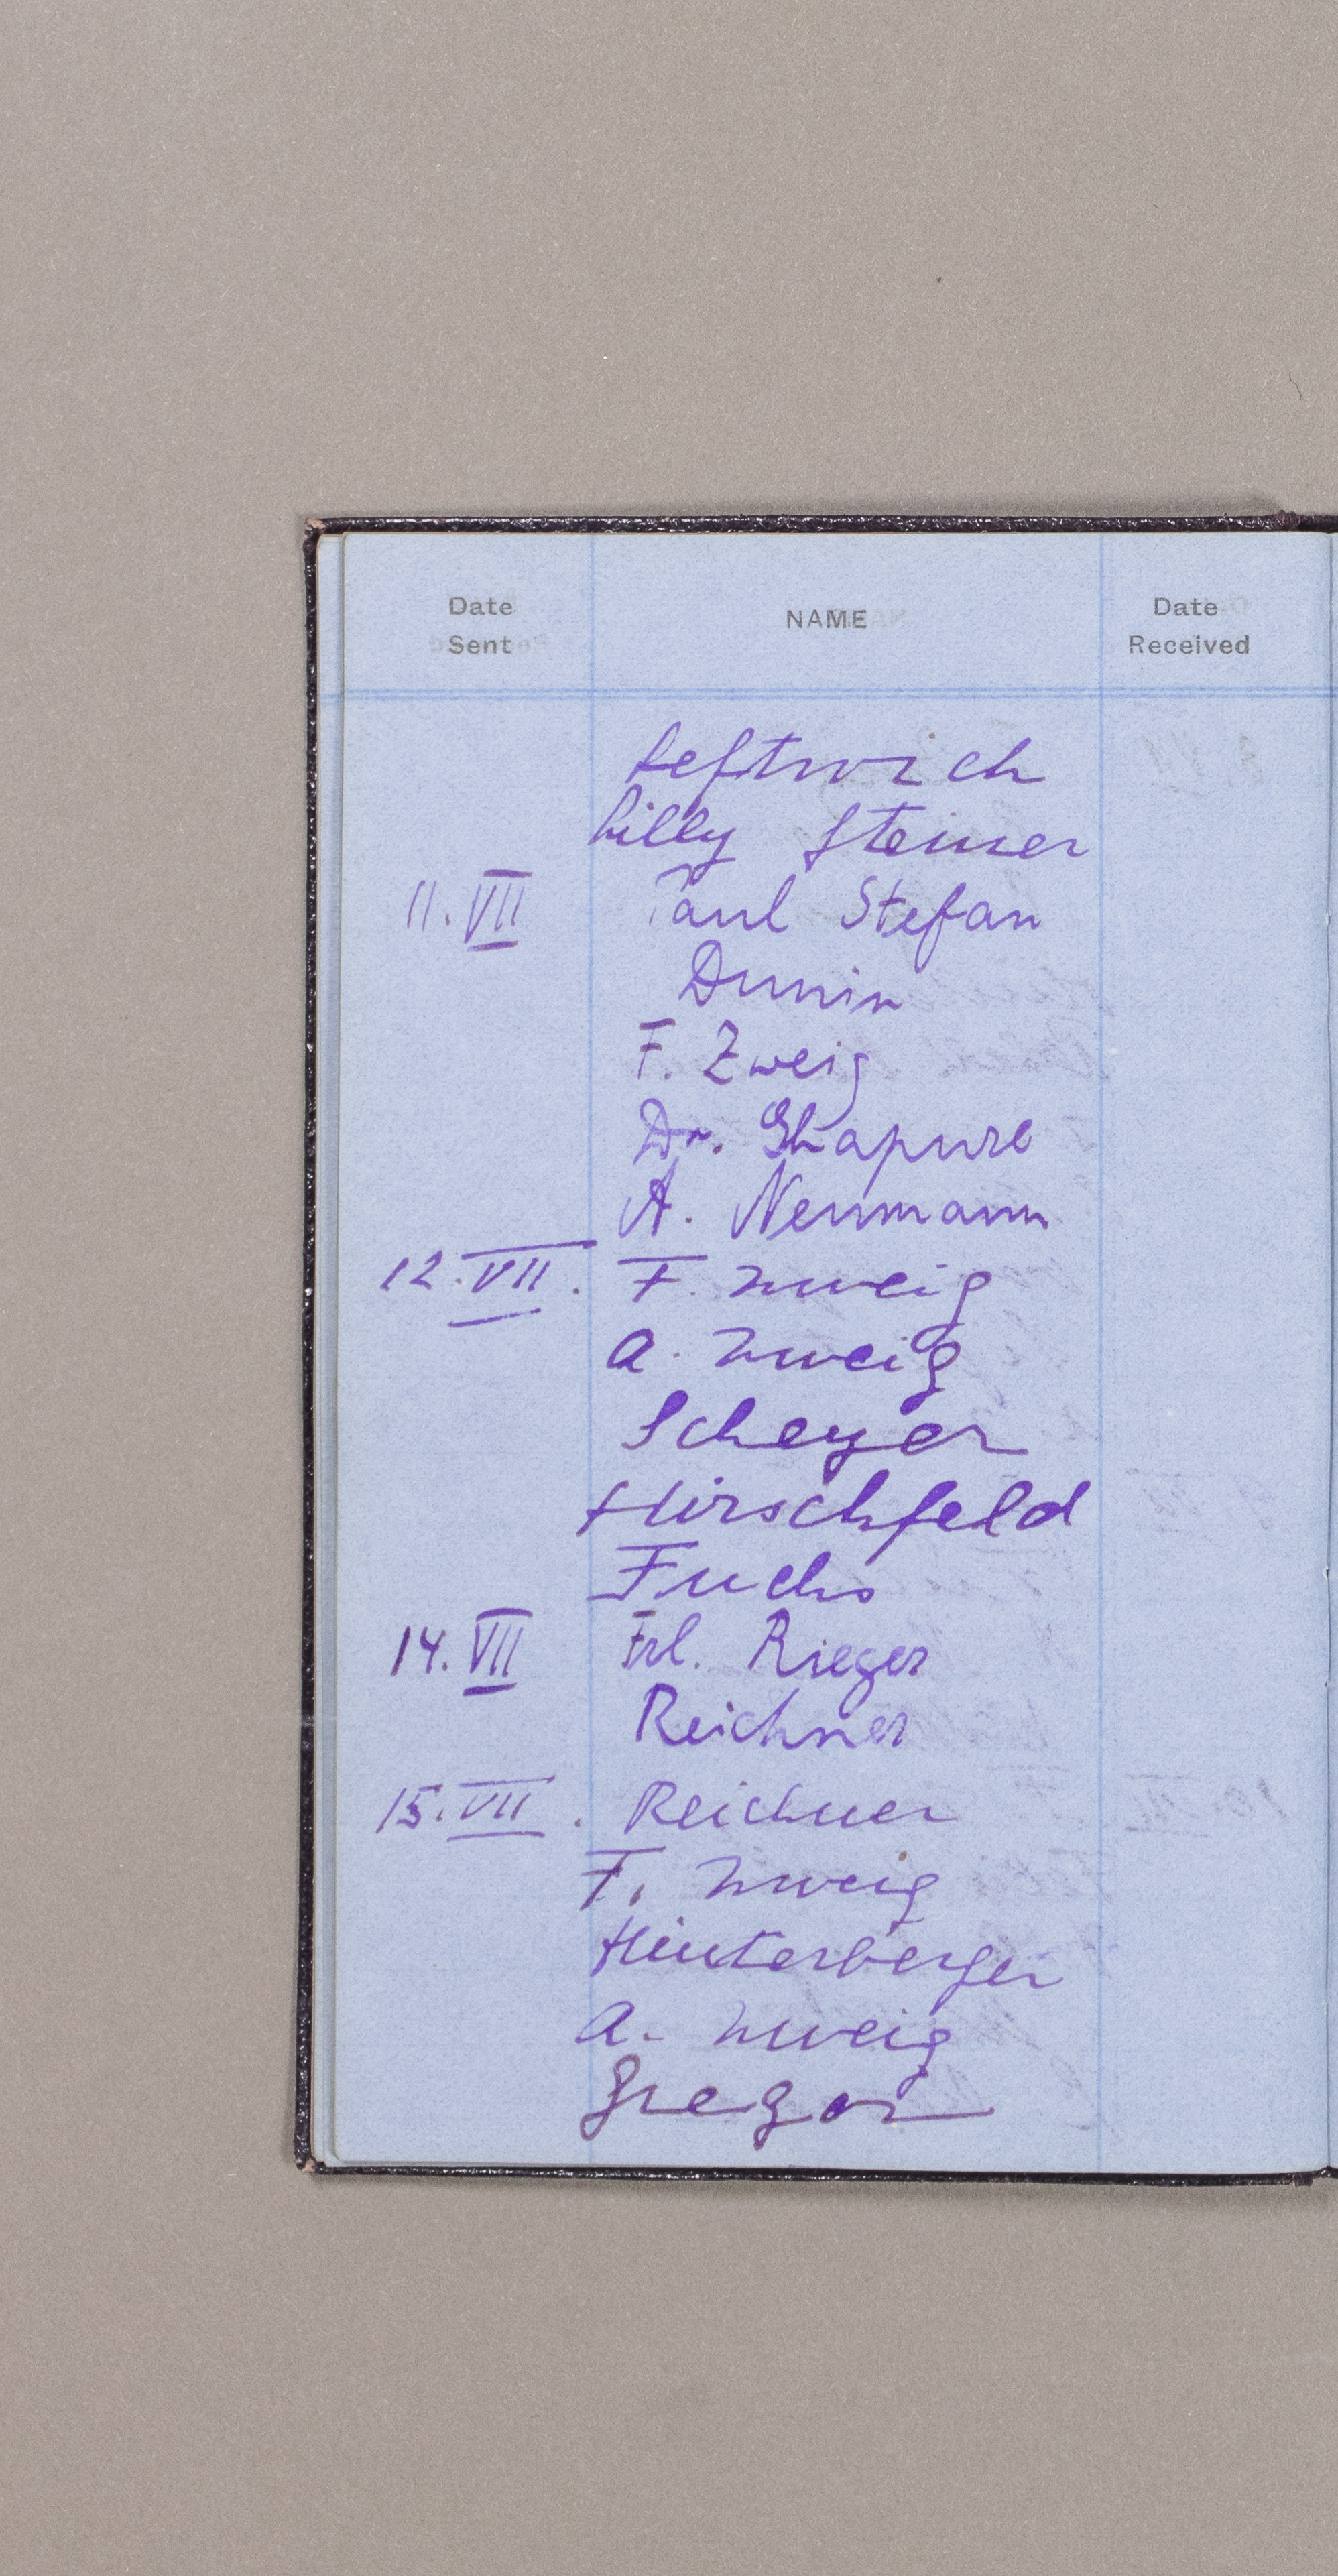 Date Sent NAME Date Received
Leftwich
Lilly Steiner
11. VII Paul Stefan
Dunin
F. Zweig
Dr. Shapure
A. Neumann
12. VII. F. Zweig
A. Zweig
Scheyer
Hirschfeld
Fuchs
14. VII Frl. Rieger
Reichner
15. VII. Reichner
F. Zweig
Hinterberger
A. Zweig
Gregor